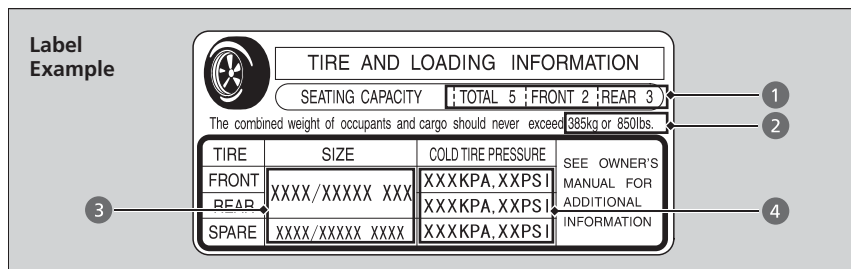 Label
Example
TIRE AND LOADING INFORMATION
SEATING CAPACITY TOTAL 5 FRONT 2 REAR 3
1
The combined weight of occupants and cargo should never exceed 385kg or 850lbs.
2
TIRE SIZE COLD TIRE PRESSURE SEE OWNER'S
MANUAL FOR
ADDITIONAL
INFORMATION
FRONT XXXX/XXXXX XXX XXXKPA,XXPSI
REAR XXXKPA,XXPSI
SPARE XXXX/XXXXX XXXX XXXKPA,XXPSI
3
4